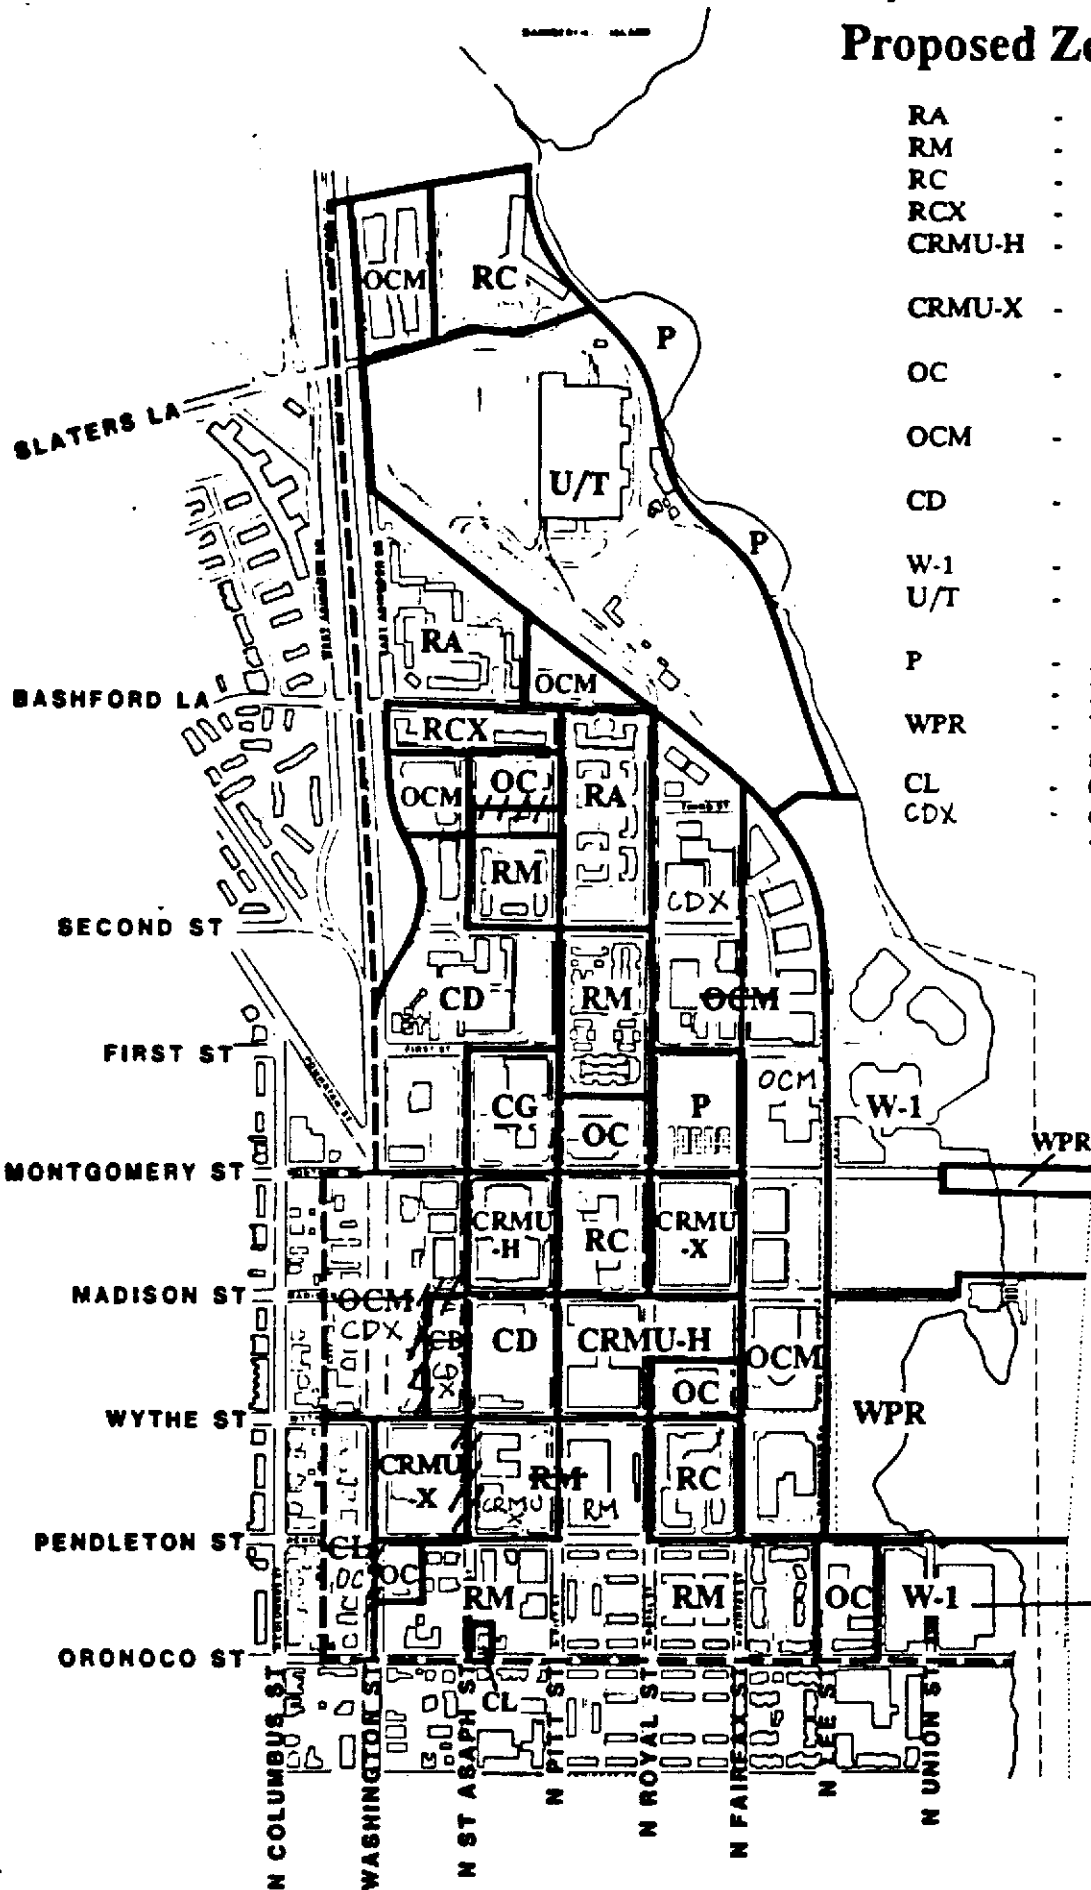 Proposed Z
RA -
RM -
RC -
RCX -
CRMU-H -
CRMU-X -
OC -
OCM -
CD -
W-1 -
U/T -
P -
WPR -
CL -
CDX -
OCM
RC
P
SLATERS LA
U/T
P
RA
BASHFORD LA
OCM
RCX
OCM
OC
RA
RM
CDX
SECOND ST
CD
RM
OCM
FIRST ST
FIRST ST
CG
OC
P
OCM
W-1
MONTGOMERY ST
WPR
CRMU
-H
RC
CRMU
-X
MADISON ST
OCM
CDX
CD
CDX
CD
CRMU-H
OC
OCM
WYTHE ST
WPR
CRMU
-X
RM
CRMU
X
RM
RC
PENDLETON ST
CL
OC
OC
RM
RM
OC
W-1
ORONOCO ST
CL
N COLUMBUS ST
WASHINGTON ST
N ST ASAPH ST
N PITT ST
N ROYAL ST
N FAIRFAX ST
N LEE ST
N UNION ST